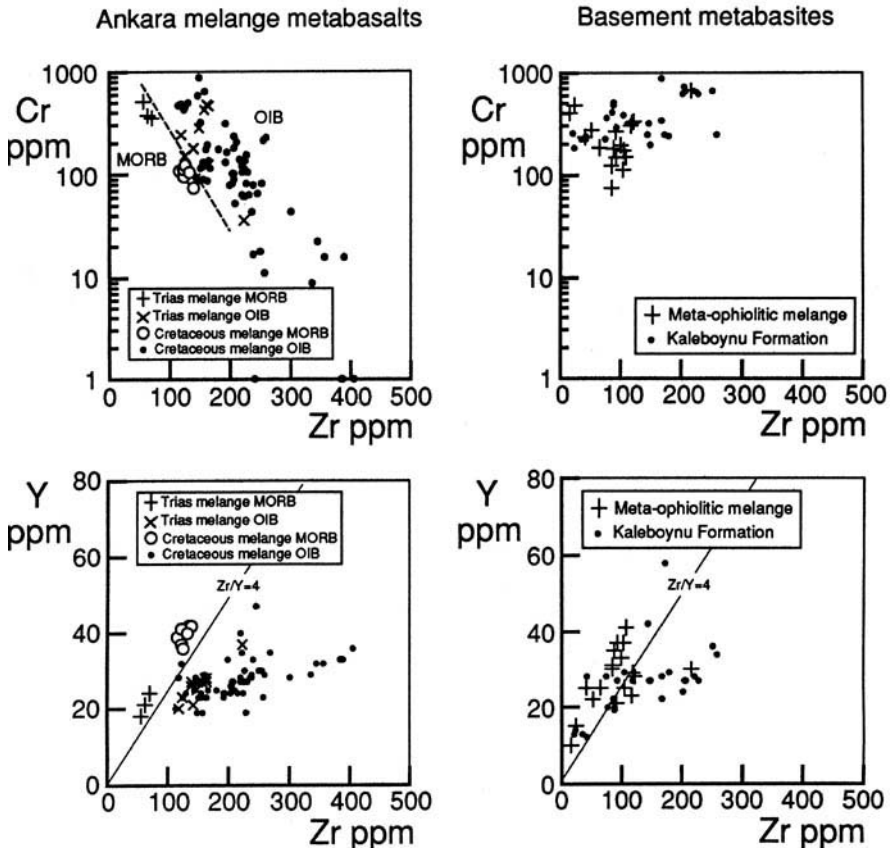 Ankara melange metabasalts
Basement metabasites
1000
Cr
ppm
100
10
1
OIB
MORB
Trias melange MORB
Trias melange OIB
Cretaceous melange MORB
Cretaceous melange OIB
0 100 200 300 400 500
Zr ppm
1000
Cr
ppm
100
10
1
Meta-ophiolitic melange
Kaleboynu Formation
0 100 200 300 400 500
Zr ppm
80
Y
ppm
60
40
20
0
Trias melange MORB
Trias melange OIB
Cretaceous melange MORB
Cretaceous melange OIB
Zr/Y=4
0 100 200 300 400 500
Zr ppm
80
Y
ppm
60
40
20
0
Meta-ophiolitic melange
Kaleboynu Formation
Zr/Y=4
0 100 200 300 400 500
Zr ppm